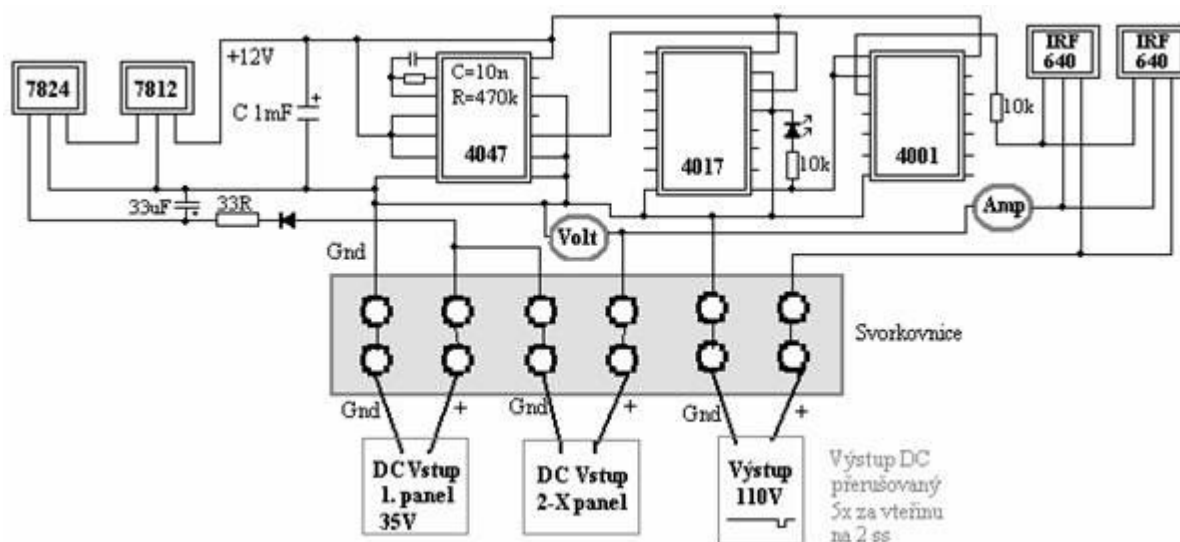 7824
7812
+12V
C 1mF
+
C=10n
R=470k
4047
4017
10k
4001
10k
IRF
640
IRF
640
33uF
33R
Gnd
Volt
Amp
Svorkovnice
Gnd
+
Gnd
+
Gnd
+
DC Vstup
1. panel
35V
DC Vstup
2-X panel
Výstup
110V
Výstup DC
přerušovaný
5x za vteřinu
na 2 ss